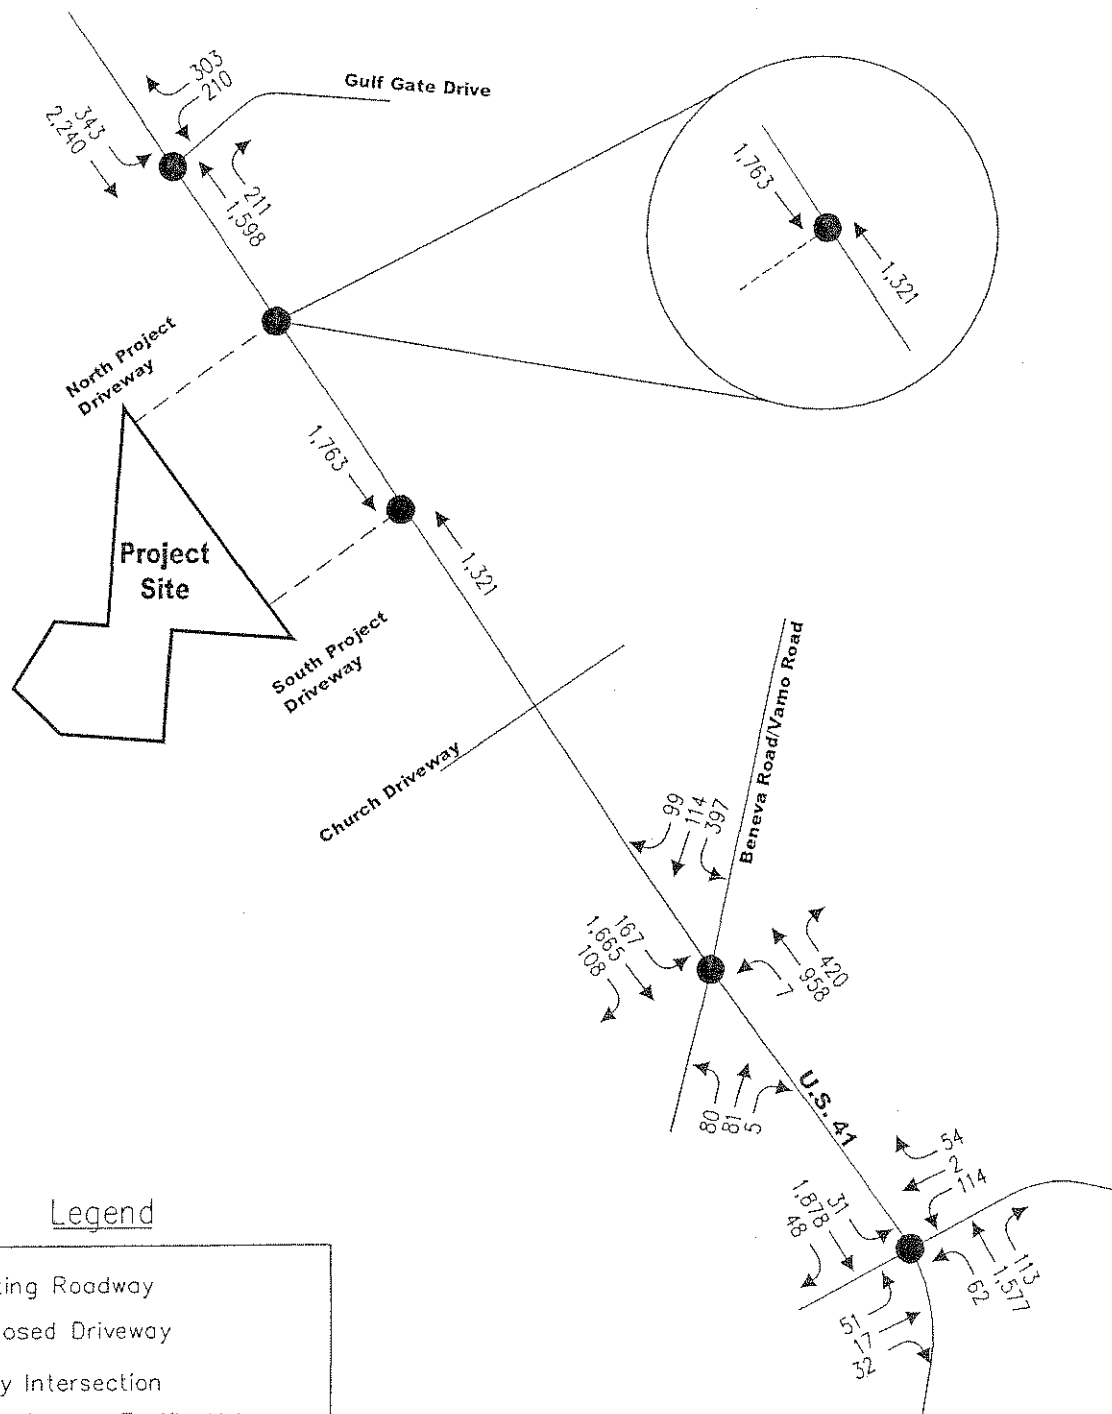 303
210
Gulf Gate Drive
343
2,240
211
1,598
1,763
1,321
North Project
Driveway
1,763
1,321
Project
Site
South Project
Driveway
Church Driveway
Beneva Road/Vamo Road
99
114
397
167
1,665
108
420
958
7
80
81
5
U.S. 41
54
2
114
31
1,878
48
113
1,577
62
51
17
32
Legend
ting Roadway
osed Driveway
y Intersection